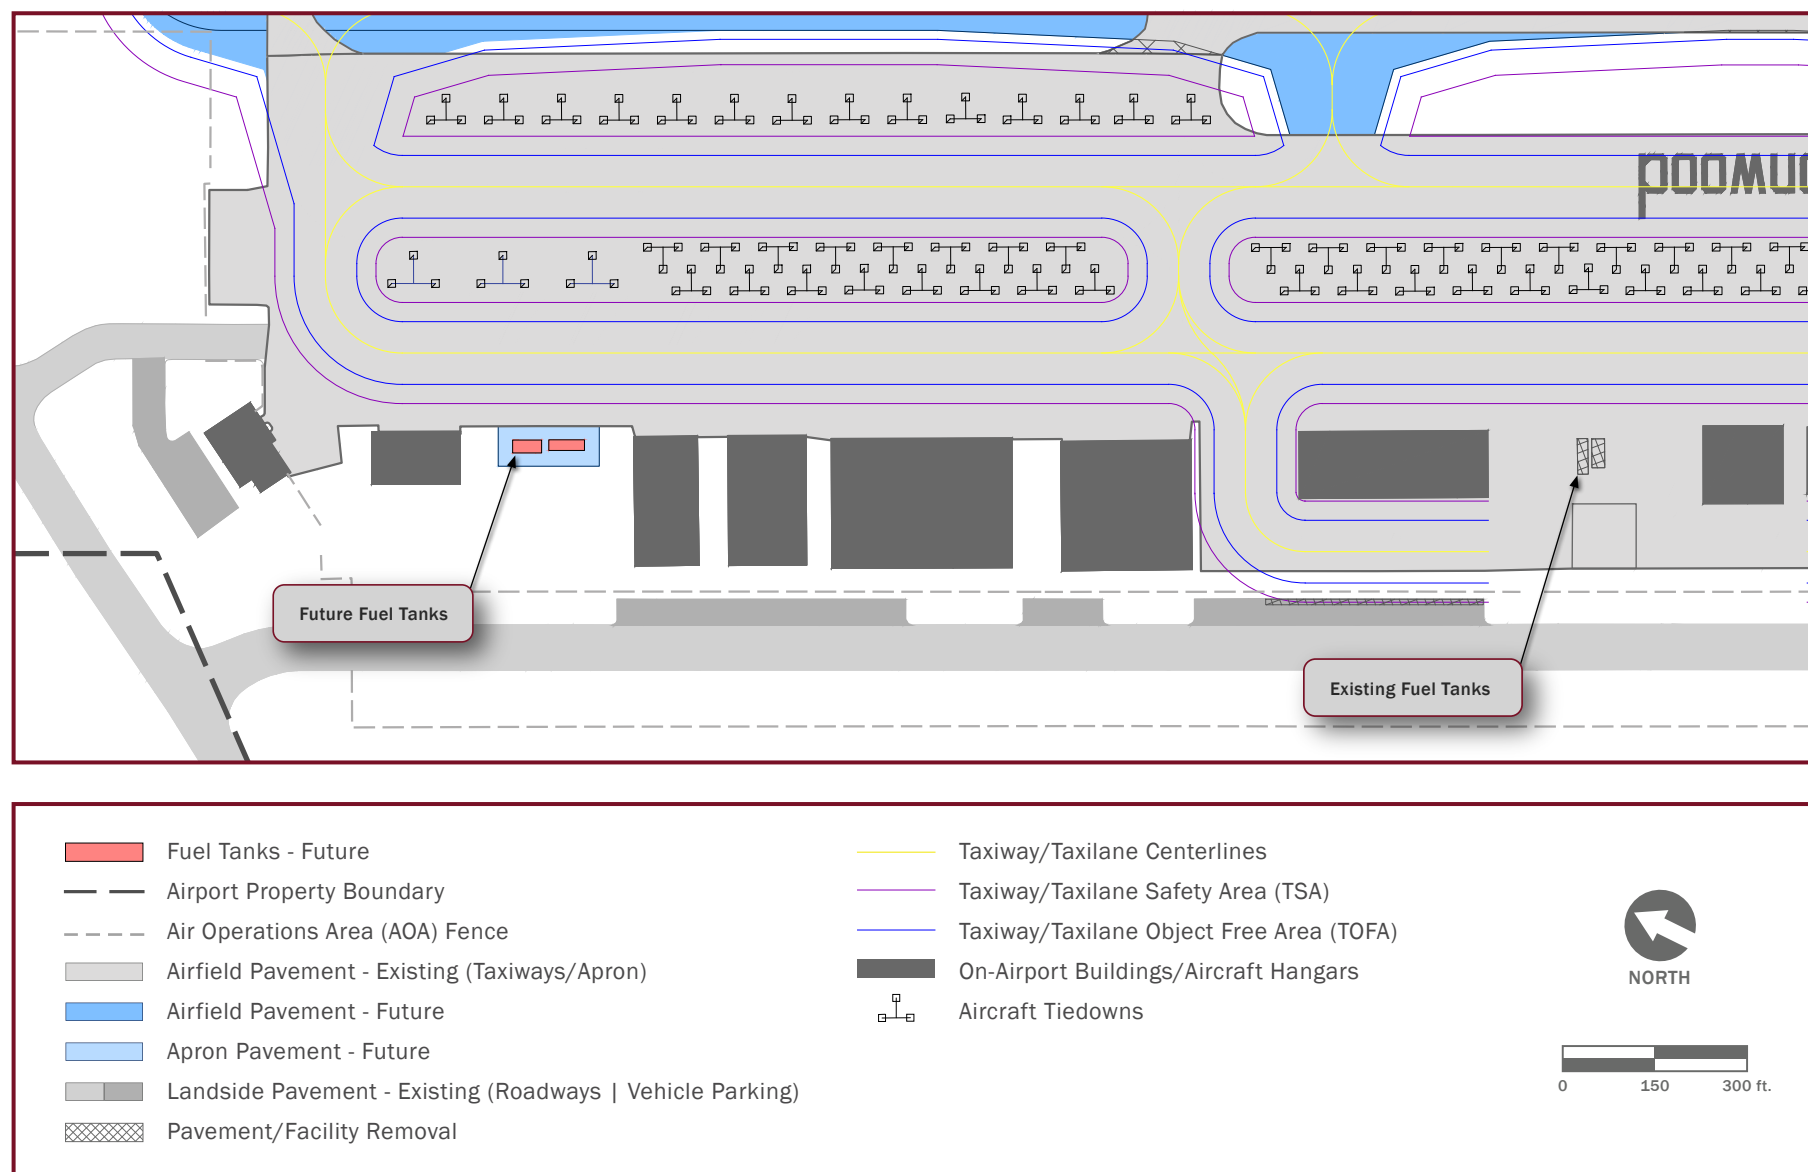 Future Fuel Tanks
Existing Fuel Tanks
Fuel Tanks - Future
Airport Property Boundary
Air Operations Area (AOA) Fence
Airfield Pavement - Existing (Taxiways/Apron)
Airfield Pavement - Future
Apron Pavement - Future
Landside Pavement - Existing (Roadways | Vehicle Parking)
Pavement/Facility Removal
Taxiway/Taxilane Centerlines
Taxiway/Taxilane Safety Area (TSA)
Taxiway/Taxilane Object Free Area (TOFA)
On-Airport Buildings/Aircraft Hangars
Aircraft Tiedowns
NORTH
0 150 300 ft.